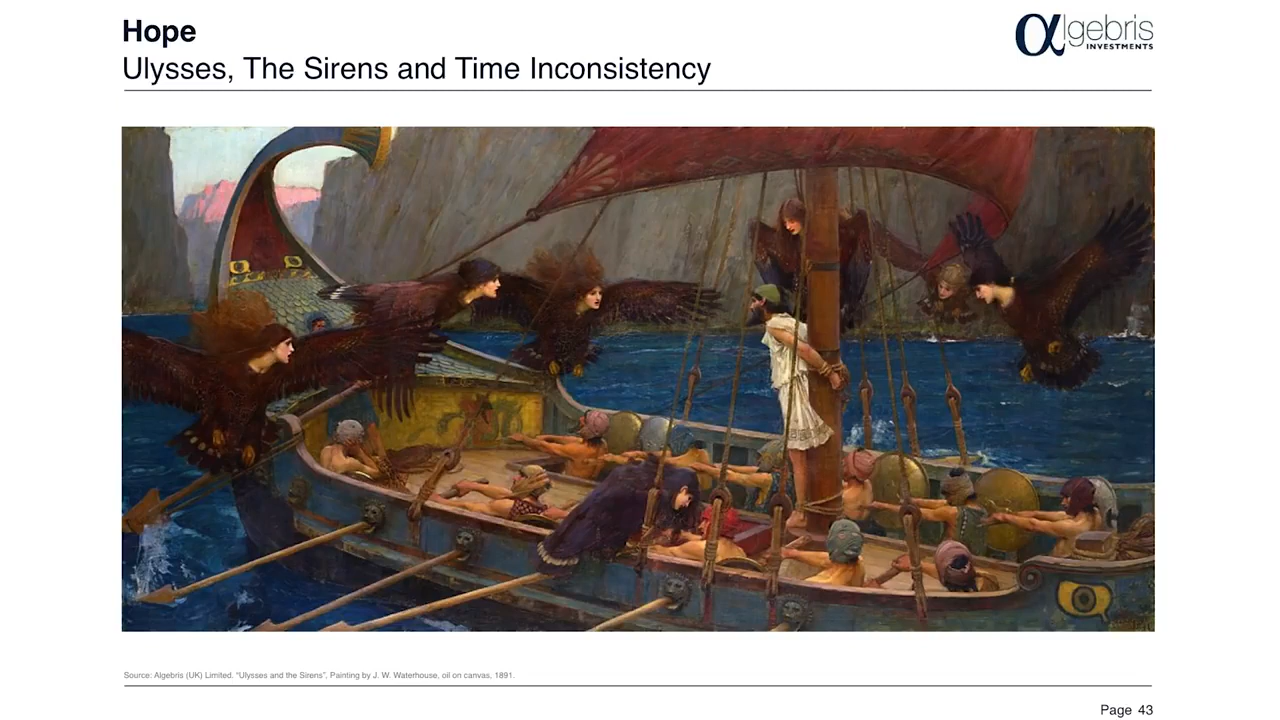 Hope
Ulysses, The Sirens and Time Inconsistency
αlgebris
INVESTMENTS
Source: Algebris (UK) Limited. “Ulysses and the Sirens”, Painting by J. W. Waterhouse, oil on canvas, 1891.
Page 43